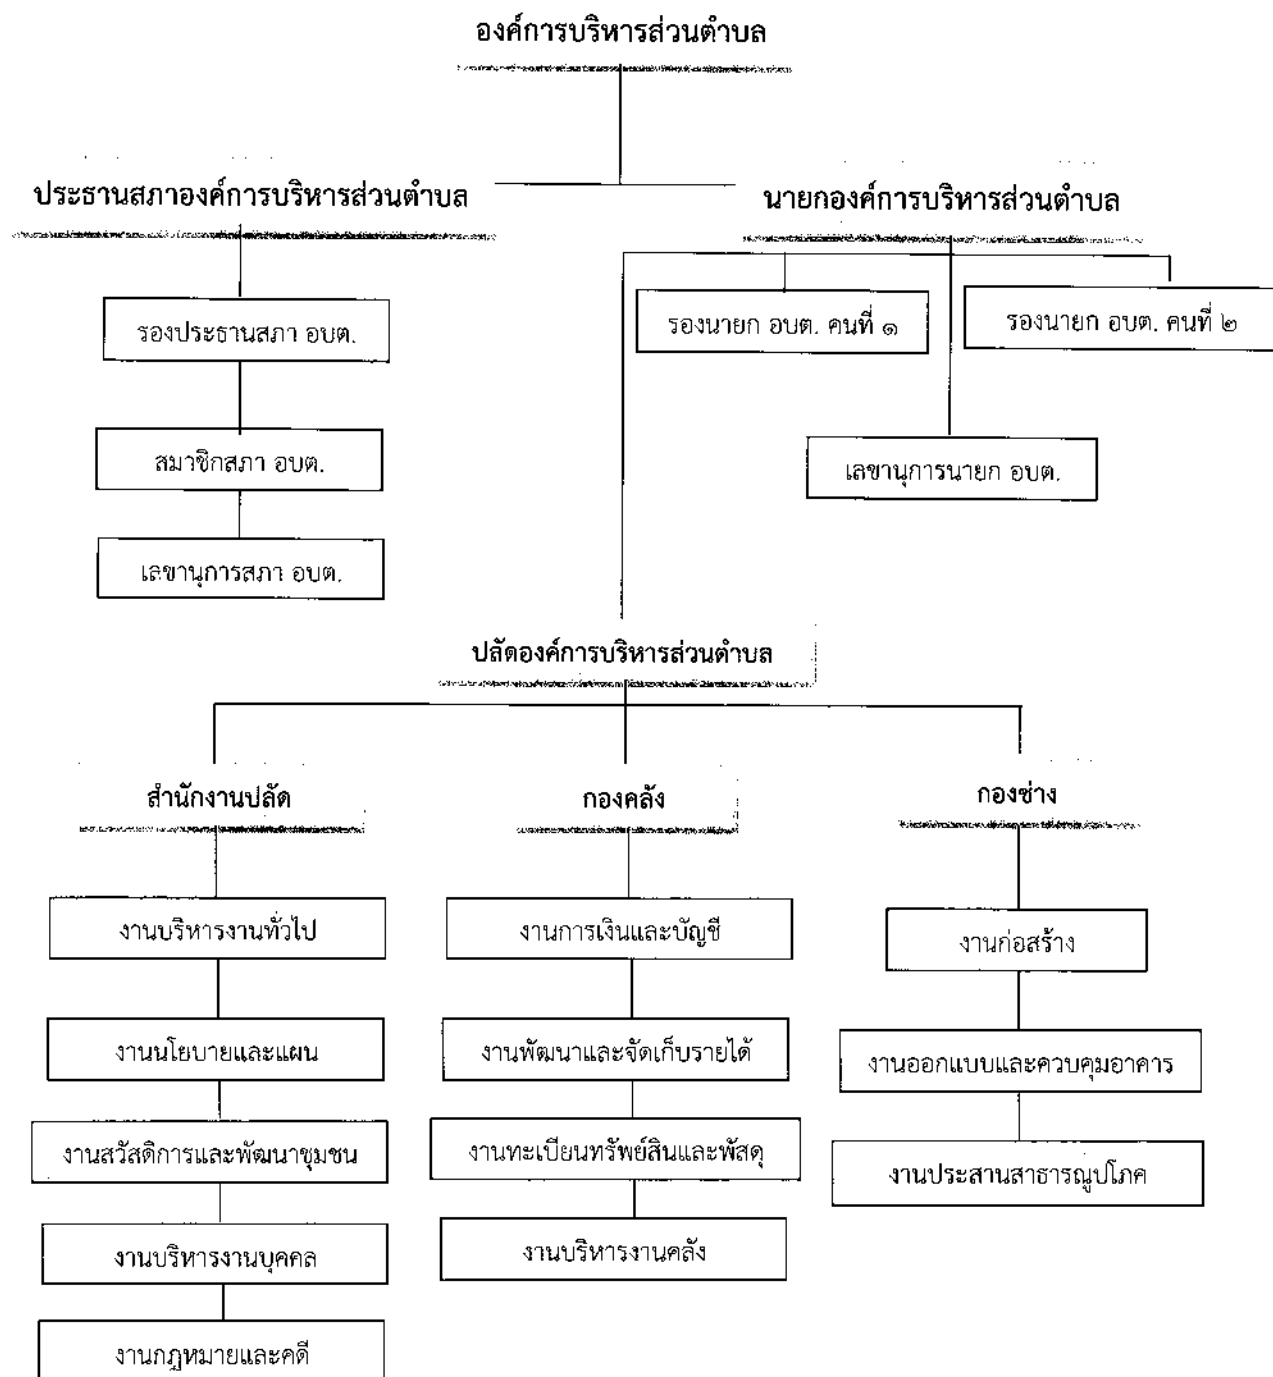 องค์การบริหารส่วนตำบล
ประธานสภาองค์การบริหารส่วนตำบล
นายกองค์การบริหารส่วนตำบล
รองประธานสภา อบต.
รองนายก อบต. คนที่ ๑
รองนายก อบต. คนที่ ๒
สมาชิกสภา อบต.
เลขานุการนายก อบต.
เลขานุการสภา อบต.
ปลัดองค์การบริหารส่วนตำบล
สำนักงานปลัด
กองคลัง
กองช่าง
งานบริหารงานทั่วไป
งานการเงินและบัญชี
งานก่อสร้าง
งานนโยบายและแผน
งานพัฒนาและจัดเก็บรายได้
งานออกแบบและควบคุมอาคาร
งานสวัสดิการและพัฒนาชุมชน
งานทะเบียนทรัพย์สินและพัสดุ
งานประสานสาธารณูปโภค
งานบริหารงานบุคคล
งานบริหารงานคลัง
งานกฎหมายและคดี